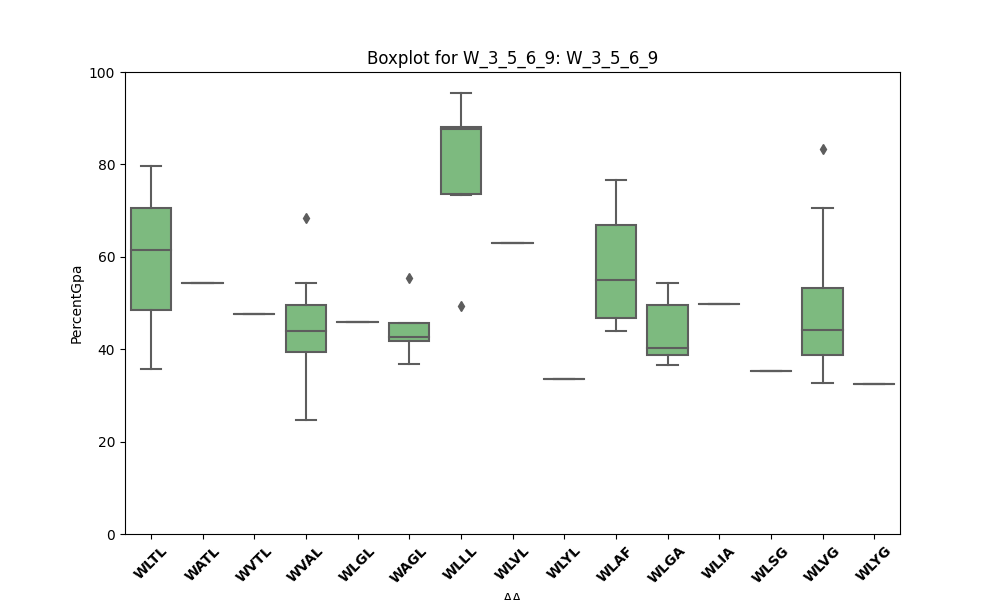 Boxplot for W_3_5_6_9: W_3_5_6_9
100
80
60
40
20
0
PercentGpa
WLTL
WATL
WVTL
WVAL
WLGL
WAGL
WLLL
WLVL
WLYL
WLAF
WLGA
WLIA
WLSG
WLVG
WLYG
AA